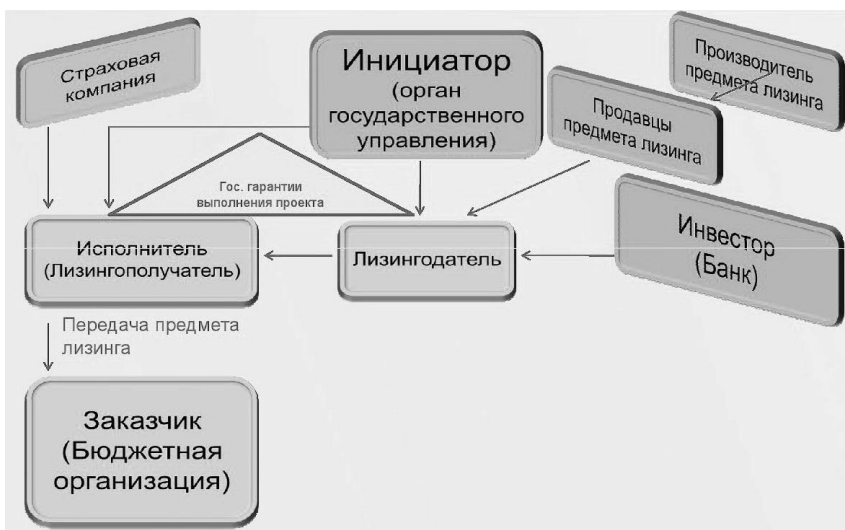 Страховая
компания
Инициатор
(орган
государственного
управления)
Производитель
предмета лизинга
Продавцы
предмета лизинга
Гос. гарантии
выполнения проекта
Исполнитель
(Лизингополучатель)
Лизингодатель
Инвестор
(Банк)
Передача предмета
лизинга
Заказчик
(Бюджетная
организация)